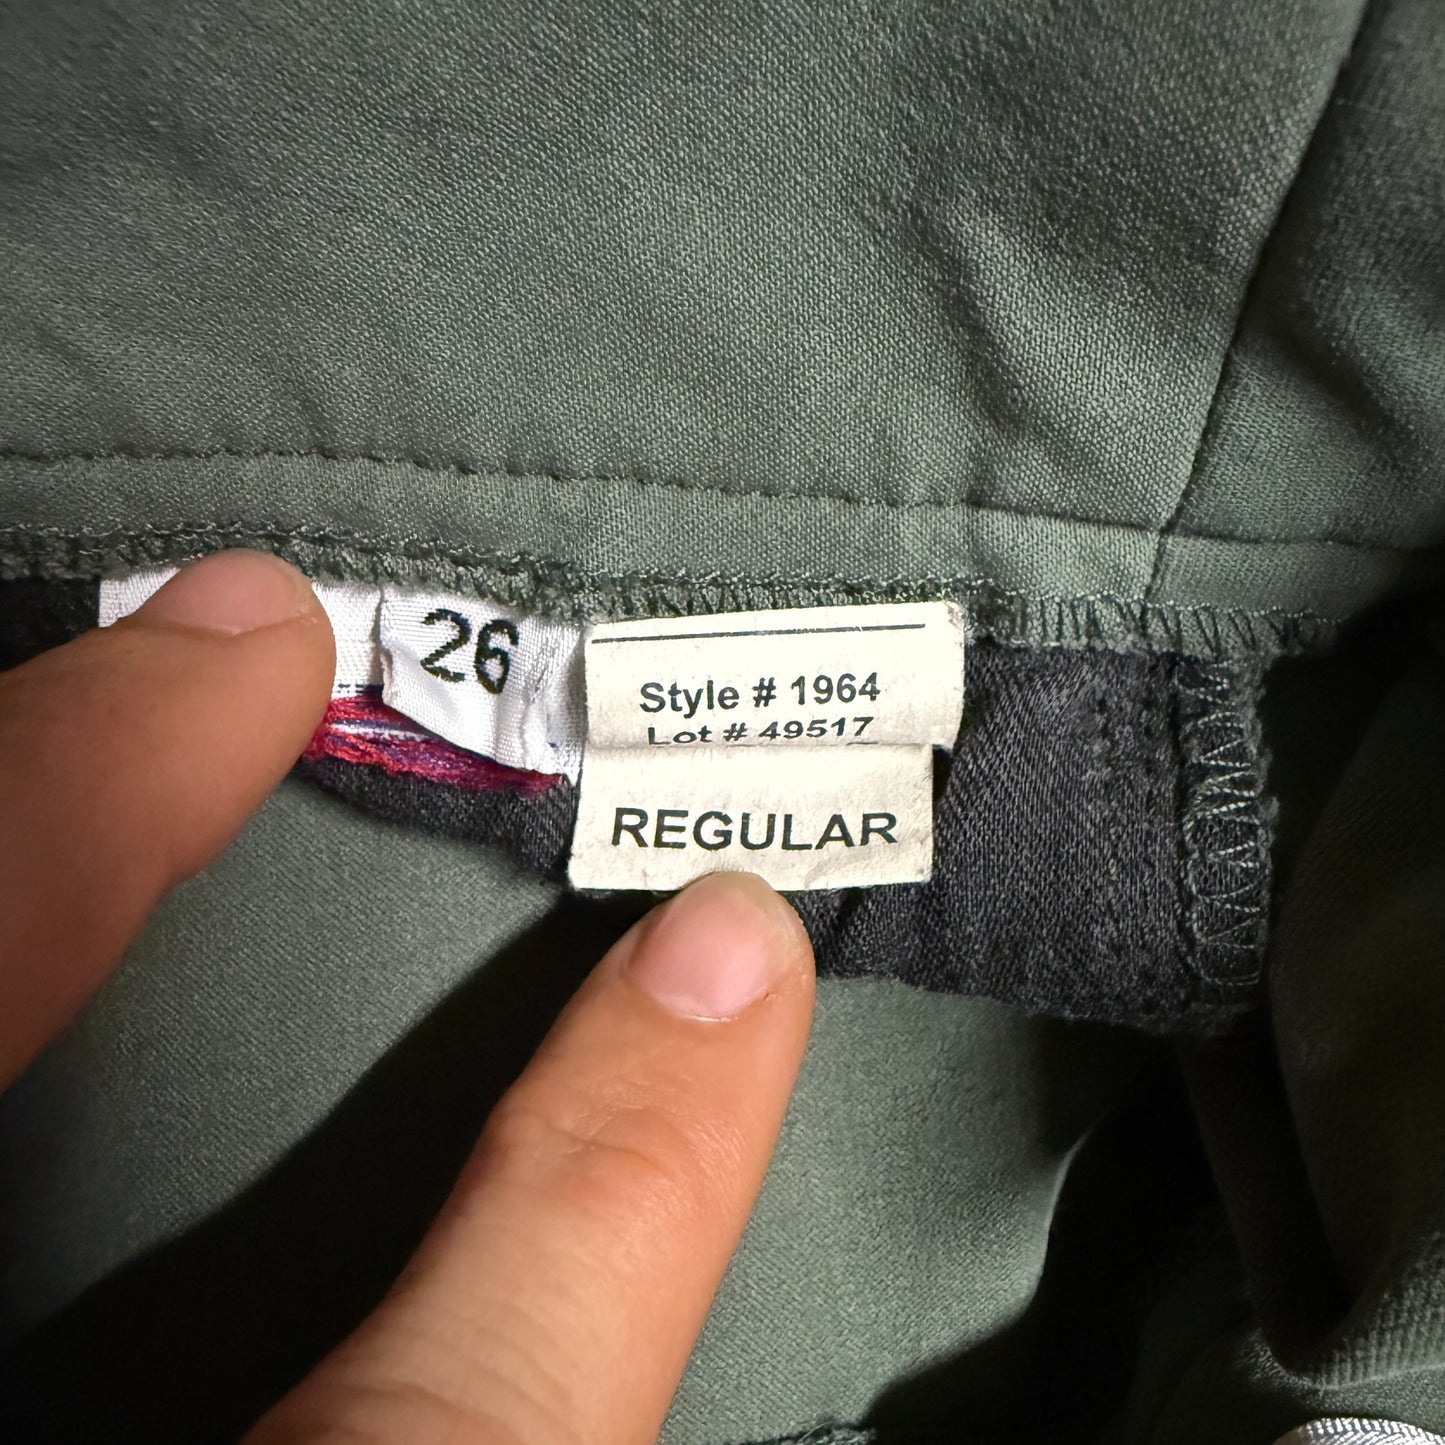 26
Style # 1964
Lot # 49517
REGULAR